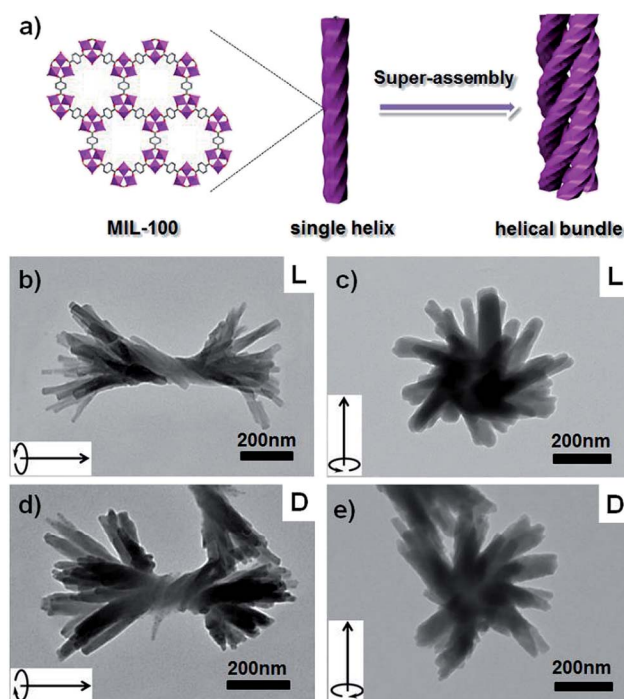 a)
Super-assembly
MIL-100
single helix
helical bundle
b)
L
200nm
c)
L
200nm
d)
D
200nm
e)
D
200nm